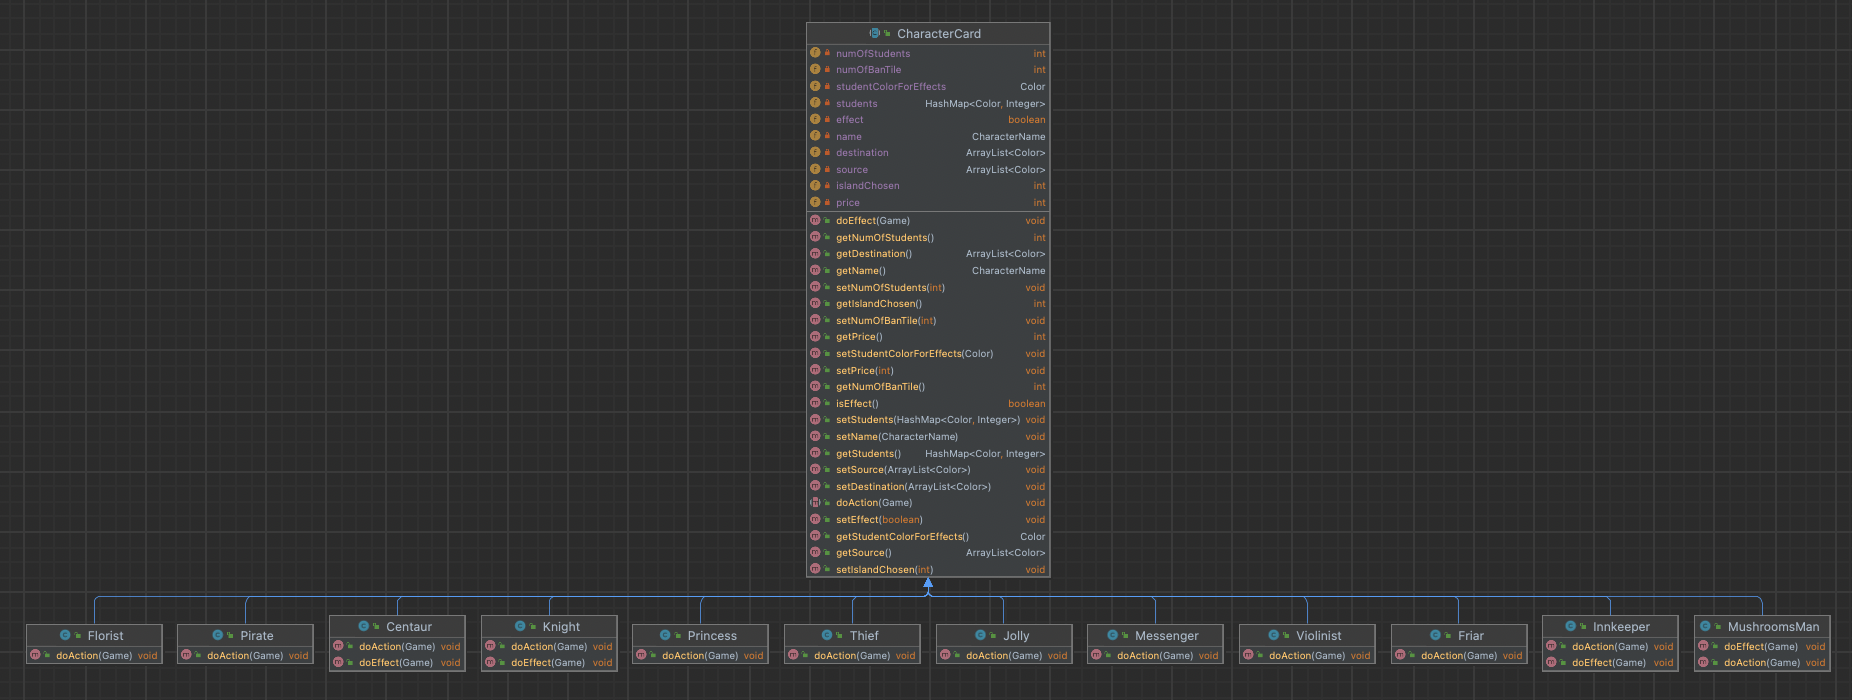 CharacterCard
numOfStudents int
numOfBanTile int
studentColorForEffects Color
students HashMap<Color, Integer>
effect boolean
name CharacterName
destination ArrayList<Color>
source ArrayList<Color>
islandChosen int
price int
doEffect(Game) void
getNumOfStudents() int
getDestination() ArrayList<Color>
getName() CharacterName
setNumOfStudents(int) void
getIslandChosen() int
setNumOfBanTile(int) void
getPrice() int
setStudentColorForEffects(Color) void
setPrice(int) void
getNumOfBanTile() int
isEffect() boolean
setStudents(HashMap<Color, Integer>) void
setName(CharacterName) void
getStudents() HashMap<Color, Integer>
setSource(ArrayList<Color>) void
setDestination(ArrayList<Color>) void
doAction(Game) void
setEffect(boolean) void
getStudentColorForEffects() Color
getSource() ArrayList<Color>
setIslandChosen(int) void
Florist
doAction(Game) void
Pirate
doAction(Game) void
Centaur
doAction(Game) void
doEffect(Game) void
Knight
doAction(Game) void
doEffect(Game) void
Princess
doAction(Game) void
Thief
doAction(Game) void
Jolly
doAction(Game) void
Messenger
doAction(Game) void
Violinist
doAction(Game) void
Friar
doAction(Game) void
Innkeeper
doAction(Game) void
doEffect(Game) void
MushroomsMan
doEffect(Game) void
doAction(Game) void